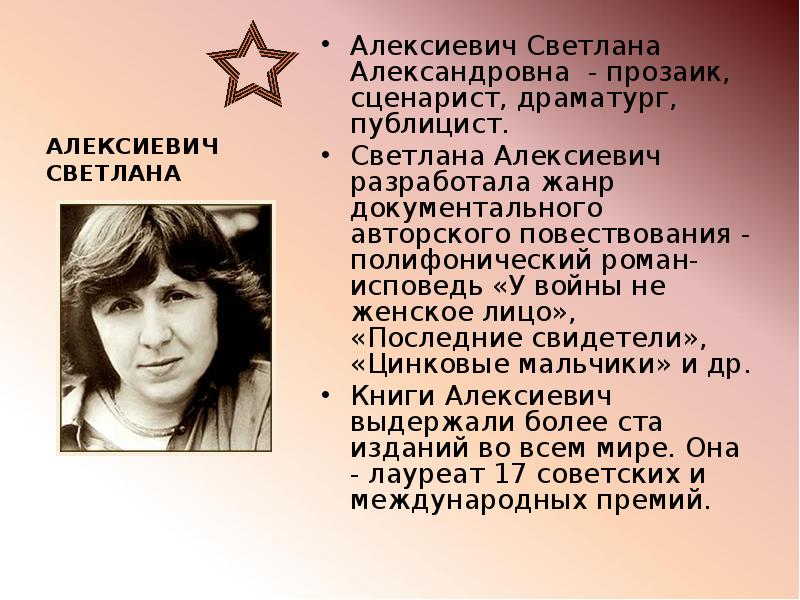 АЛЕКСИЕВИЧ
СВЕТЛАНА
• Алексиевич Светлана
Александровна - прозаик,
сценарист, драматург,
публицист.
• Светлана Алексиевич
разработала жанр
документального
авторского повествования -
полифонический роман-
исповедь «У войны не
женское лицо»,
«Последние свидетели»,
«Цинковые мальчики» и др.
• Книги Алексиевич
выдержали более ста
изданий во всем мире. Она
- лауреат 17 советских и
международных премий.